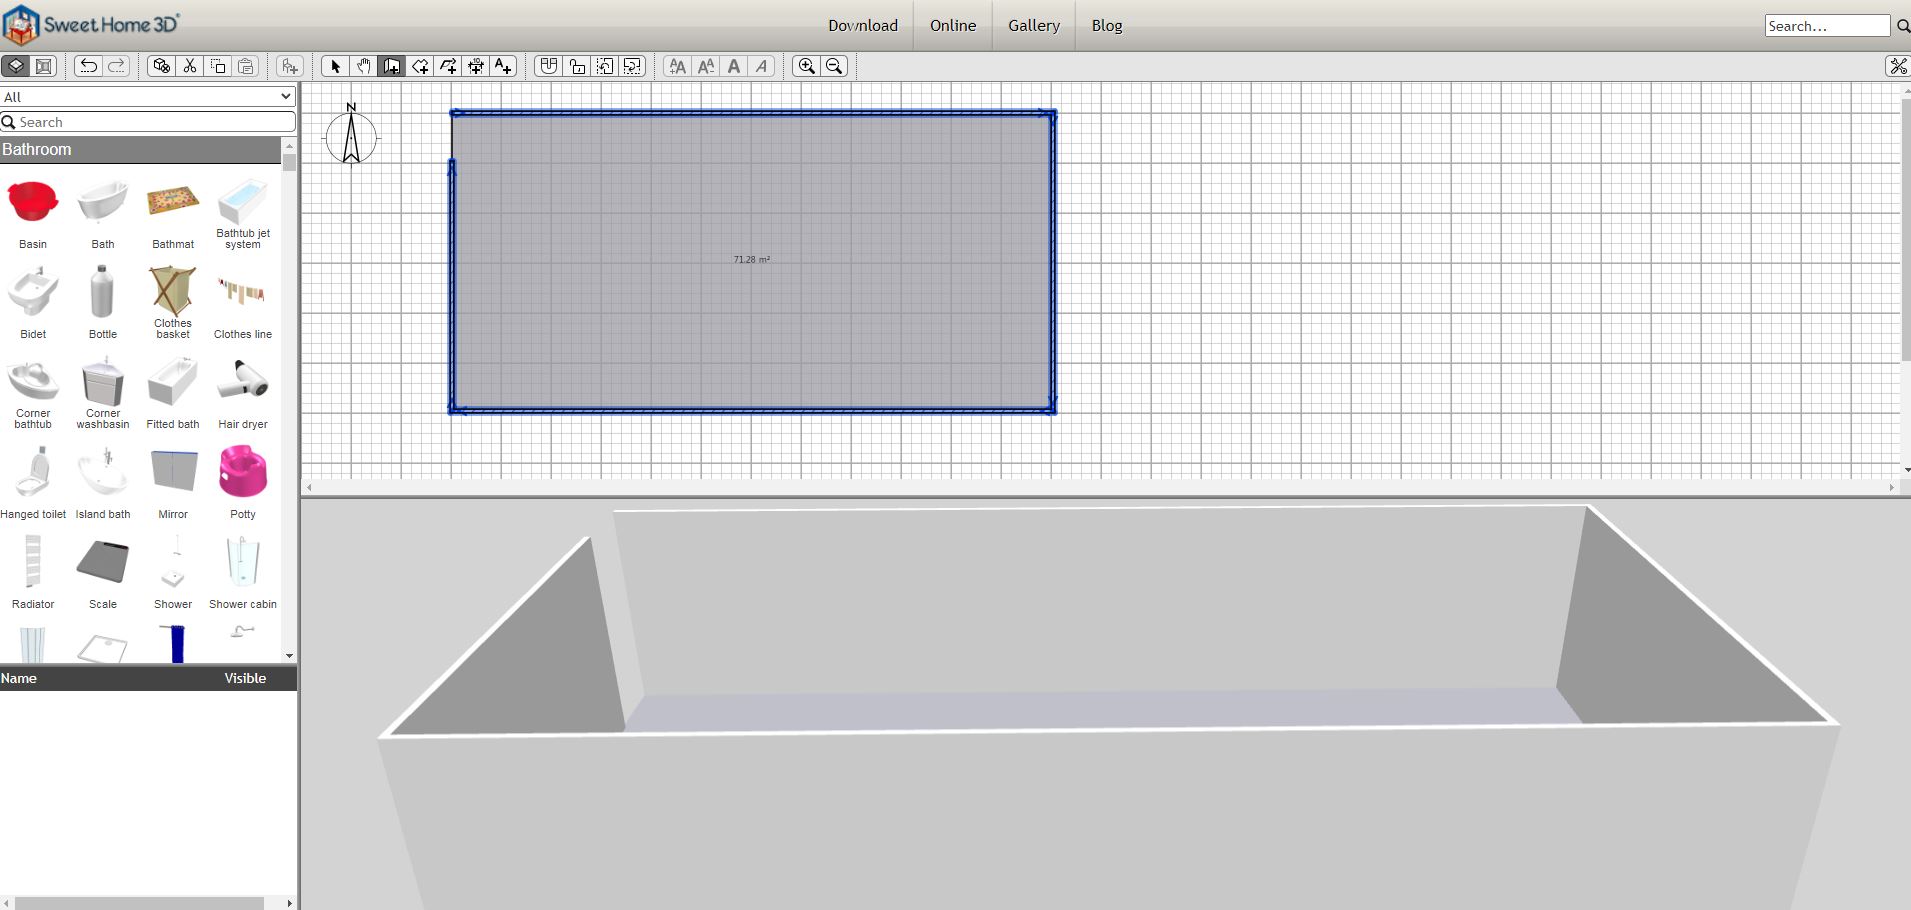 Sweet Home 3D
Download
Online
Gallery
Blog
Search...
All
Search
Bathroom
Basin
Bath
Bathmat
Bathtub jet
system
Bidet
Bottle
Clothes
basket
Clothes line
Corner
bathtub
Corner
washbasin
Fitted bath
Hair dryer
Hanged toilet
Island bath
Mirror
Potty
Radiator
Scale
Shower
Shower cabin
Name
Visible
N
71.28 m²